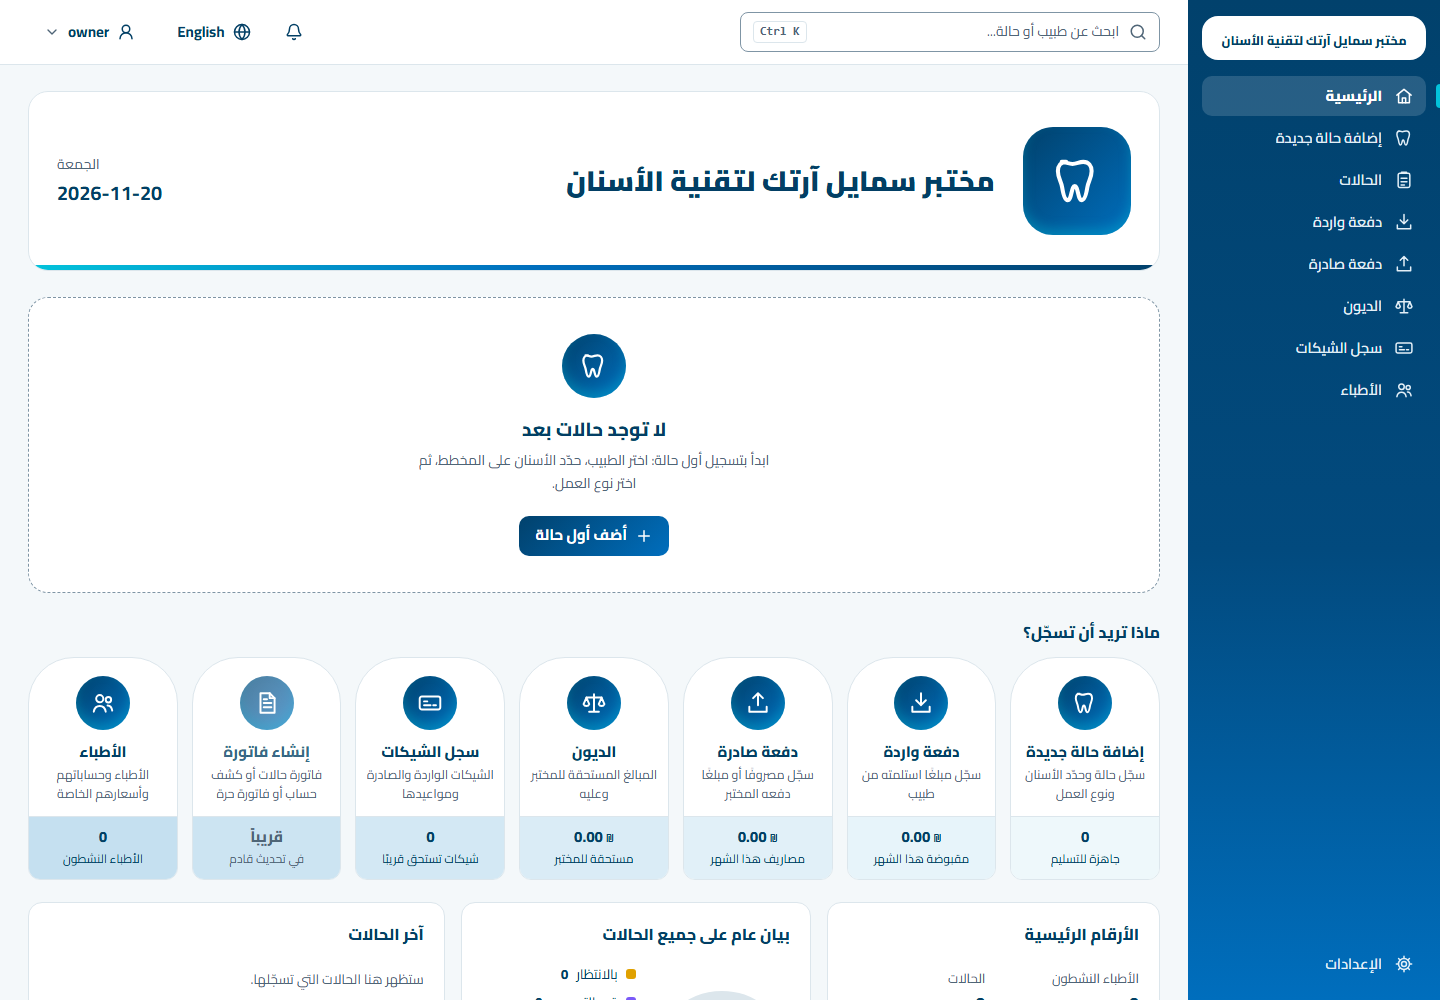 مختبر سمايل آرتك لتقنية الأسنان
الرئيسية
إضافة حالة جديدة
الحالات
دفعة واردة
دفعة صادرة
الديون
سجل الشيكات
الأطباء
الإعدادات
ابحث عن طبيب أو حالة...
Ctrl K
English
owner
مختبر سمايل آرتك لتقنية الأسنان
الجمعة
2026-11-20
لا توجد حالات بعد
ابدأ بتسجيل أول حالة: اختر الطبيب، حدّد الأسنان على المخطط، ثم
اختر نوع العمل.
أضف أول حالة
ماذا تريد أن تسجّل؟
إضافة حالة جديدة
سجّل حالة وحدّد الأسنان
ونوع العمل
0
جاهزة للتسليم
دفعة واردة
سجّل مبلغًا استلمته من
طبيب
₪ 0.00
مقبوضة هذا الشهر
دفعة صادرة
سجّل مصروفًا أو مبلغًا
دفعه المختبر
₪ 0.00
مصاريف هذا الشهر
الديون
المبالغ المستحقة للمختبر
وعليه
₪ 0.00
مستحقة للمختبر
سجل الشيكات
الشيكات الواردة والصادرة
ومواعيدها
0
شيكات تستحق قريبًا
إنشاء فاتورة
فاتورة حالات أو كشف
حساب أو فاتورة حرة
قريباً
في تحديث قادم
الأطباء
الأطباء وحساباتهم
وأسعارهم الخاصة
0
الأطباء النشطون
الأرقام الرئيسية
الأطباء النشطون
الحالات
بيان عام على جميع الحالات
بالانتظار 0
آخر الحالات
ستظهر هنا الحالات التي تسجّلها.